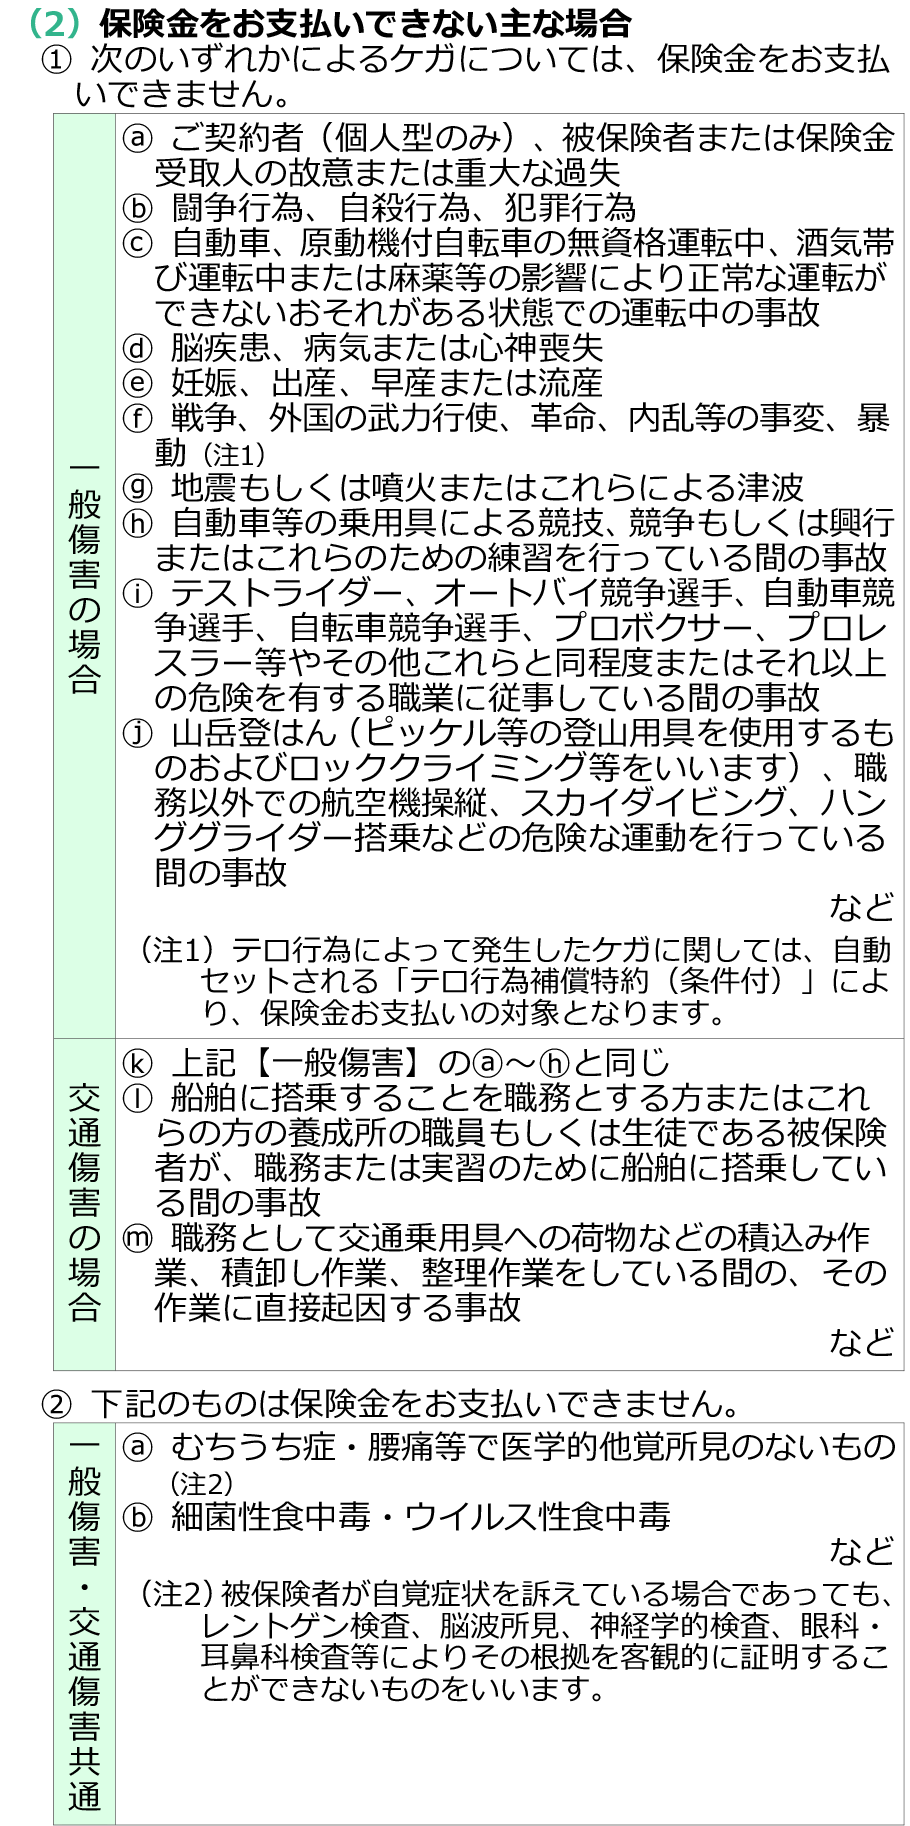 （2）保険金をお支払いできない主な場合
① 次のいずれかによるケガについては、保険金をお支払
いできません。
一般傷害の場合
ⓐ ご契約者（個人型のみ）、被保険者または保険金
受取人の故意または重大な過失
ⓑ 闘争行為、自殺行為、犯罪行為
ⓒ 自動車、原動機付自転車の無資格運転中、酒気帯
び運転中または麻薬等の影響により正常な運転が
できないおそれがある状態での運転中の事故
ⓓ 脳疾患、病気または心神喪失
ⓔ 妊娠、出産、早産または流産
ⓕ 戦争、外国の武力行使、革命、内乱等の事変、暴
動（注1）
ⓖ 地震もしくは噴火またはこれらによる津波
ⓗ 自動車等の乗用具による競技、競争もしくは興行
またはこれらのための練習を行っている間の事故
ⓘ テストライダー、オートバイ競争選手、自動車競
争選手、自転車競争選手、プロボクサー、プロレ
スラー等やその他これらと同程度またはそれ以上
の危険を有する職業に従事している間の事故
ⓙ 山岳登はん（ピッケル等の登山用具を使用するも
のおよびロッククライミング等をいいます）、職
務以外での航空機操縦、スカイダイビング、ハン
ググライダー搭乗などの危険な運動を行っている
間の事故
など
（注1）テロ行為によって発生したケガに関しては、自動
セットされる「テロ行為補償特約（条件付）」によ
り、保険金お支払いの対象となります。
交通傷害の場合
ⓚ 上記【一般傷害】のⓐ～ⓗと同じ
ⓛ 船舶に搭乗することを職務とする方またはこれ
らの方の養成所の職員もしくは生徒である被保険
者が、職務または実習のために船舶に搭乗してい
る間の事故
ⓜ 職務として交通乗用具への荷物などの積込み作
業、積卸し作業、整理作業をしている間の、その
作業に直接起因する事故
など
② 下記のものは保険金をお支払いできません。
一般傷害・交通傷害共通
ⓐ むちうち症・腰痛等で医学的他覚所見のないもの
（注2）
ⓑ 細菌性食中毒・ウイルス性食中毒
など
（注2）被保険者が自覚症状を訴えている場合であっても、
レントゲン検査、脳波所見、神経学的検査、眼科・
耳鼻科検査等によりその根拠を客観的に証明するこ
とができないものをいいます。